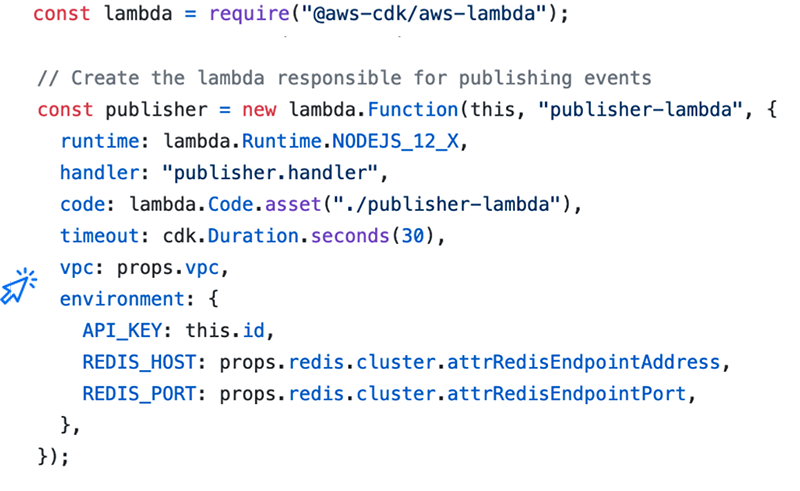 const lambda = require("@aws-cdk/aws-lambda");
// Create the lambda responsible for publishing events
const publisher = new lambda.Function(this, "publisher-lambda", {
  runtime: lambda.Runtime.NODEJS_12_X,
  handler: "publisher.handler",
  code: lambda.Code.asset("./publisher-lambda"),
  timeout: cdk.Duration.seconds(30),
  vpc: props.vpc,
  environment: {
    API_KEY: this.id,
    REDIS_HOST: props.redis.cluster.attrRedisEndpointAddress,
    REDIS_PORT: props.redis.cluster.attrRedisEndpointPort,
  },
});